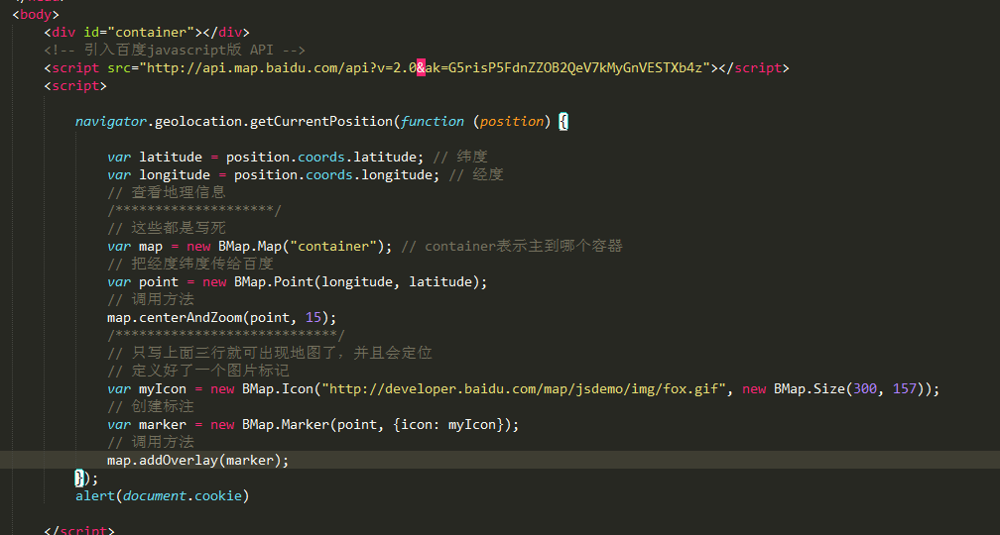 <body>
<div id="container"></div>
<!-- 引入百度javascript版 API -->
<script src="http://api.map.baidu.com/api?v=2.0&ak=G5risP5FdnZZOB2QeV7kMyGnVESTXb4z"></script>
<script>
navigator.geolocation.getCurrentPosition(function (position) {
var latitude = position.coords.latitude; // 纬度
var longitude = position.coords.longitude; // 经度
// 查看地理信息
/********************/
// 这些都是写死
var map = new BMap.Map("container"); // container表示主到哪个容器
// 把经度纬度传给百度
var point = new BMap.Point(longitude, latitude);
// 调用方法
map.centerAndZoom(point, 15);
/****************************/
// 只写上面三行就可出现地图了，并且会定位
// 定义好了一个图片标记
var myIcon = new BMap.Icon("http://developer.baidu.com/map/jsdemo/img/fox.gif", new BMap.Size(300, 157));
// 创建标注
var marker = new BMap.Marker(point, {icon: myIcon});
// 调用方法
map.addOverlay(marker);
});
alert(document.cookie)
</script>